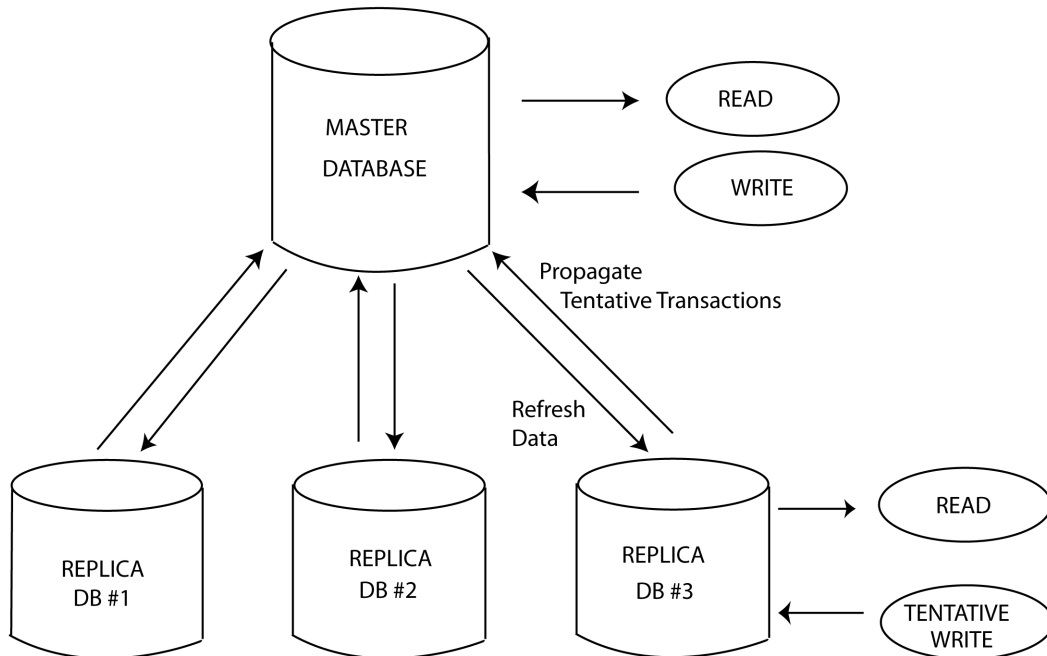 MASTER
DATABASE
READ
WRITE
Propagate
Tentative Transactions
Refresh
Data
REPLICA
DB #1
REPLICA
DB #2
REPLICA
DB #3
READ
TENTATIVE
WRITE